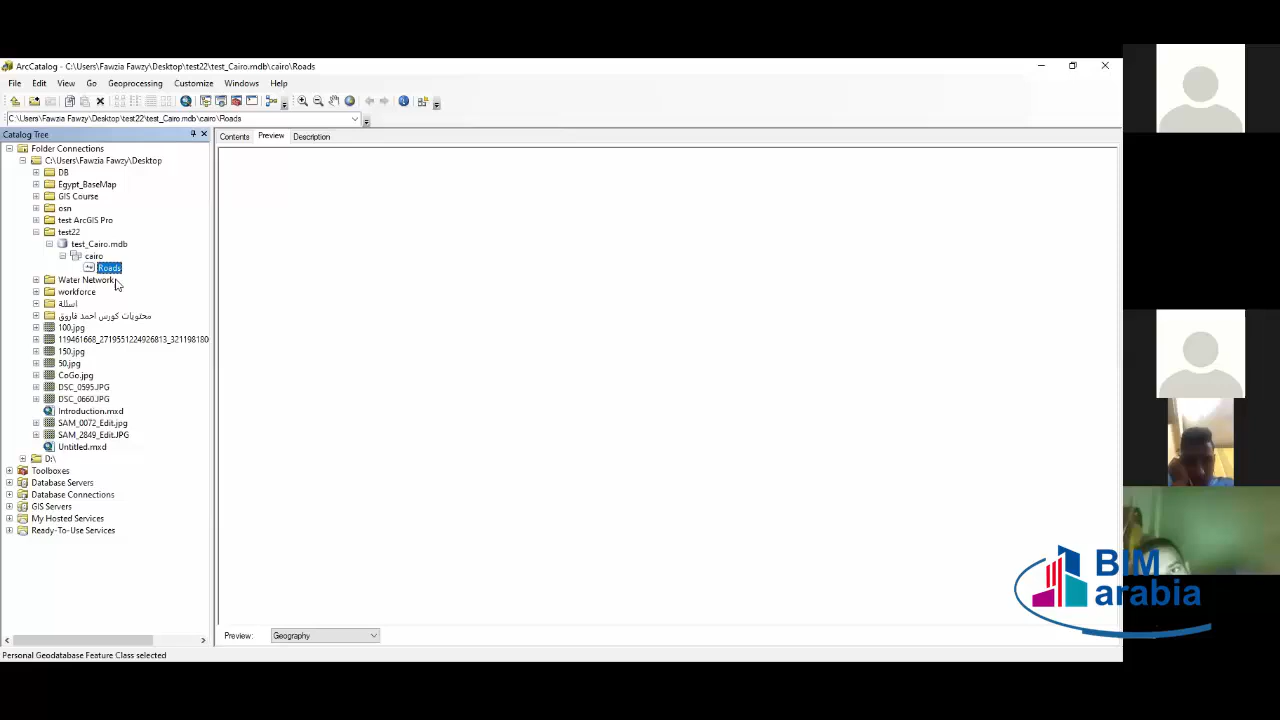 ArcCatalog - C:\Users\Fawzia Fawzy\Desktop\test22\test_Cairo.mdb\cairo\Roads
File Edit View Go Geoprocessing Customize Windows Help
C:\Users\Fawzia Fawzy\Desktop\test22\test_Cairo.mdb\cairo\Roads
Catalog Tree
Contents Preview Description
Folder Connections
C:\Users\Fawzia Fawzy\Desktop
DB
Egypt_BaseMap
GIS Course
osn
test ArcGIS Pro
test22
test_Cairo.mdb
cairo
Roads
Water Network
workforce
اسئلة
محتويات كورس احمد فاروق
100.jpg
119461668_2719551224926813_321198180
150.jpg
50.jpg
CoGo.jpg
DSC_0595.JPG
DSC_0660.JPG
Introduction.mxd
SAM_0072_Edit.jpg
SAM_2849_Edit.JPG
Untitled.mxd
D:\
Toolboxes
Database Servers
Database Connections
GIS Servers
My Hosted Services
Ready-To-Use Services
Preview: Geography
Personal Geodatabase Feature Class selected
BIM
arabia